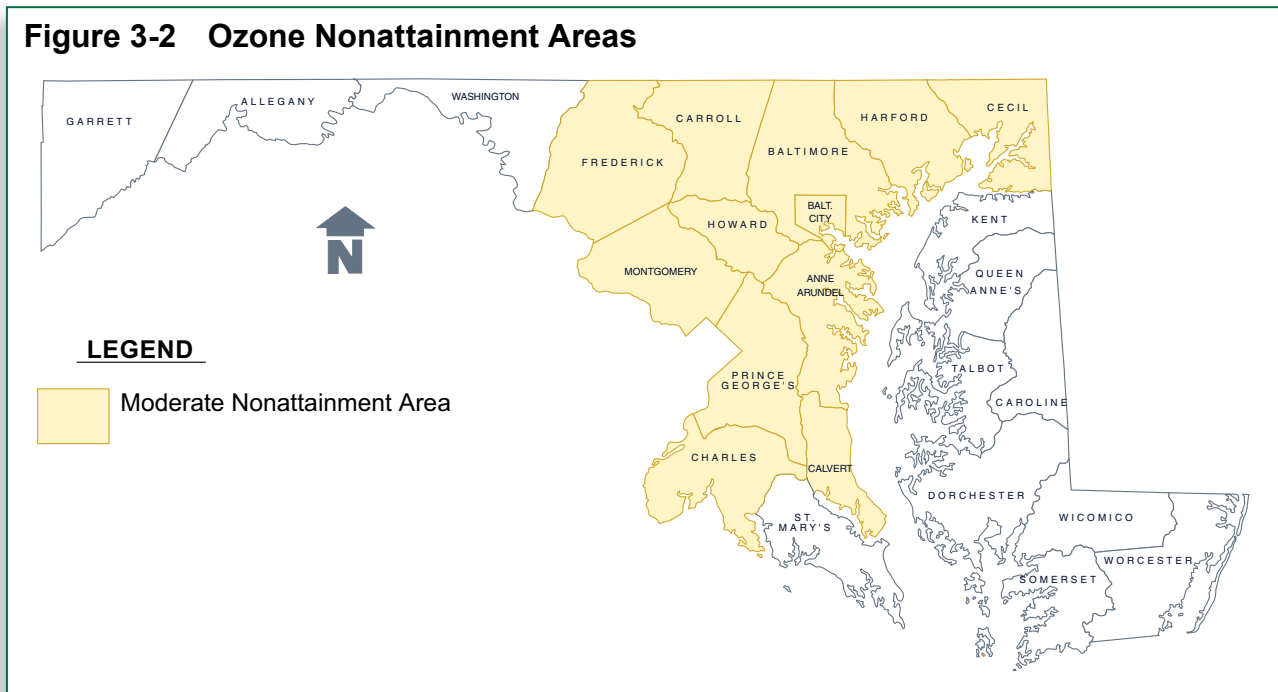 Figure 3-2 Ozone Nonattainment Areas
GARRETT
ALLEGANY
WASHINGTON
FREDERICK
CARROLL
BALTIMORE
HARFORD
CECIL
BALT.
CITY
HOWARD
MONTGOMERY
ANNE
ARUNDEL
KENT
QUEEN
ANNE'S
N
LEGEND
Moderate Nonattainment Area
PRINCE
GEORGE'S
TALBOT
CAROLINE
CHARLES
CALVERT
ST.
MARY'S
DORCHESTER
WICOMICO
WORCESTER
SOMERSET